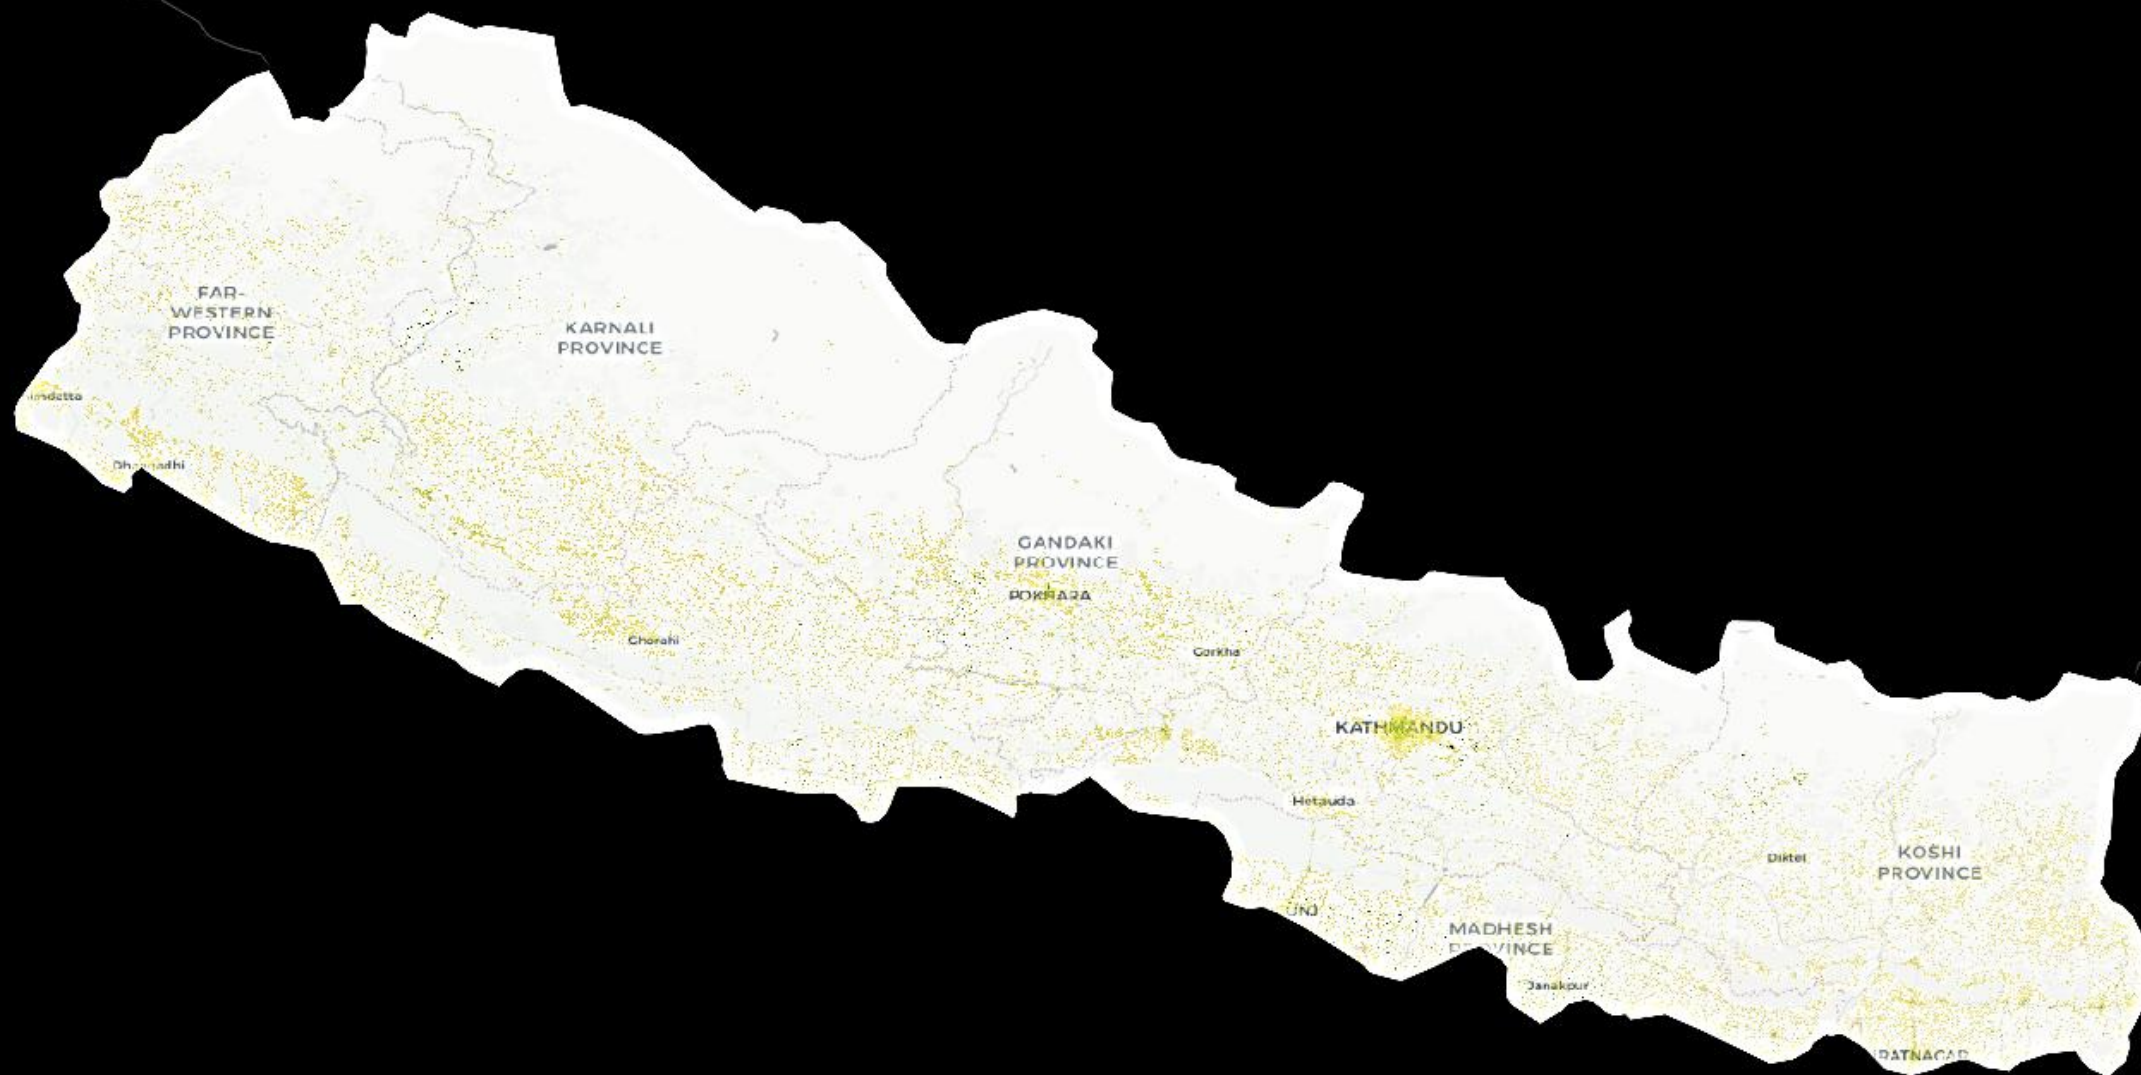 FAR-
WESTERN
PROVINCE
KARNALI
PROVINCE
GANDAKI
PROVINCE
POKHARA
Ghorahi
Gorkha
KATHMANDU
Hetauda
Diktel
KOSHI
PROVINCE
MADHESH
PROVINCE
Janakpur